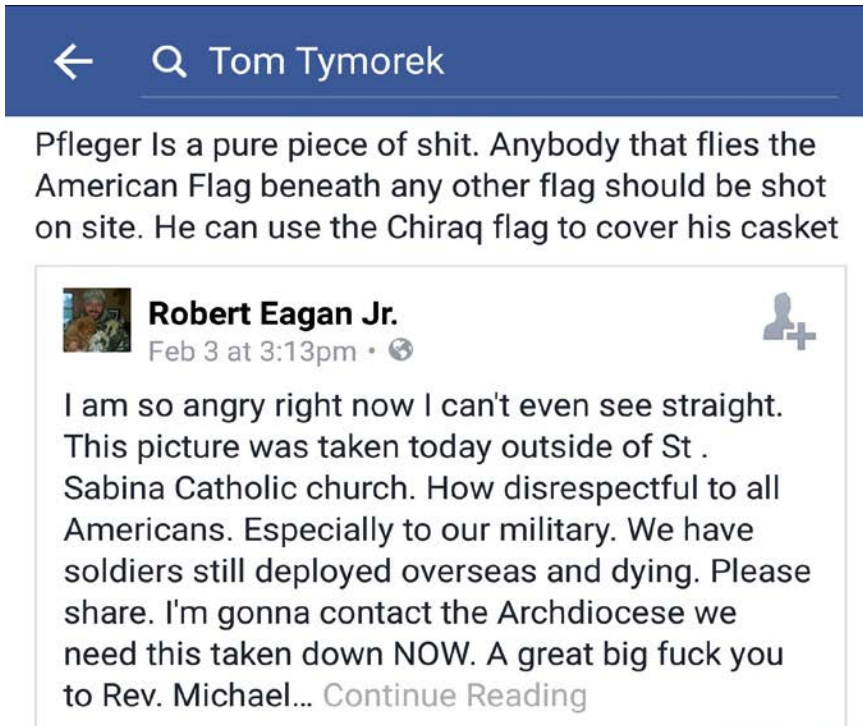 Tom Tymorek
Pfleger Is a pure piece of shit. Anybody that flies the
American Flag beneath any other flag should be shot
on site. He can use the Chiraq flag to cover his casket
Robert Eagan Jr.
Feb 3 at 3:13pm •
I am so angry right now I can't even see straight.
This picture was taken today outside of St .
Sabina Catholic church. How disrespectful to all
Americans. Especially to our military. We have
soldiers still deployed overseas and dying. Please
share. I'm gonna contact the Archdiocese we
need this taken down NOW. A great big fuck you
to Rev. Michael... Continue Reading